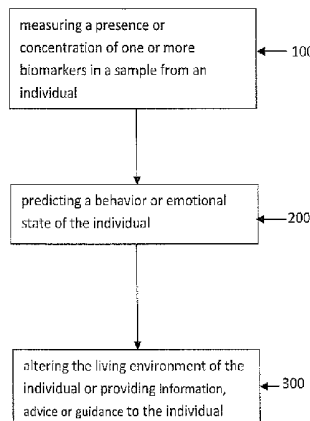 measuring a presence or
concentration of one or more
biomarkers in a sample from an
individual
100
predicting a behavior or emotional
state of the individual
200
altering the living environment of the
individual or providing information,
advice or guidance to the individual
300